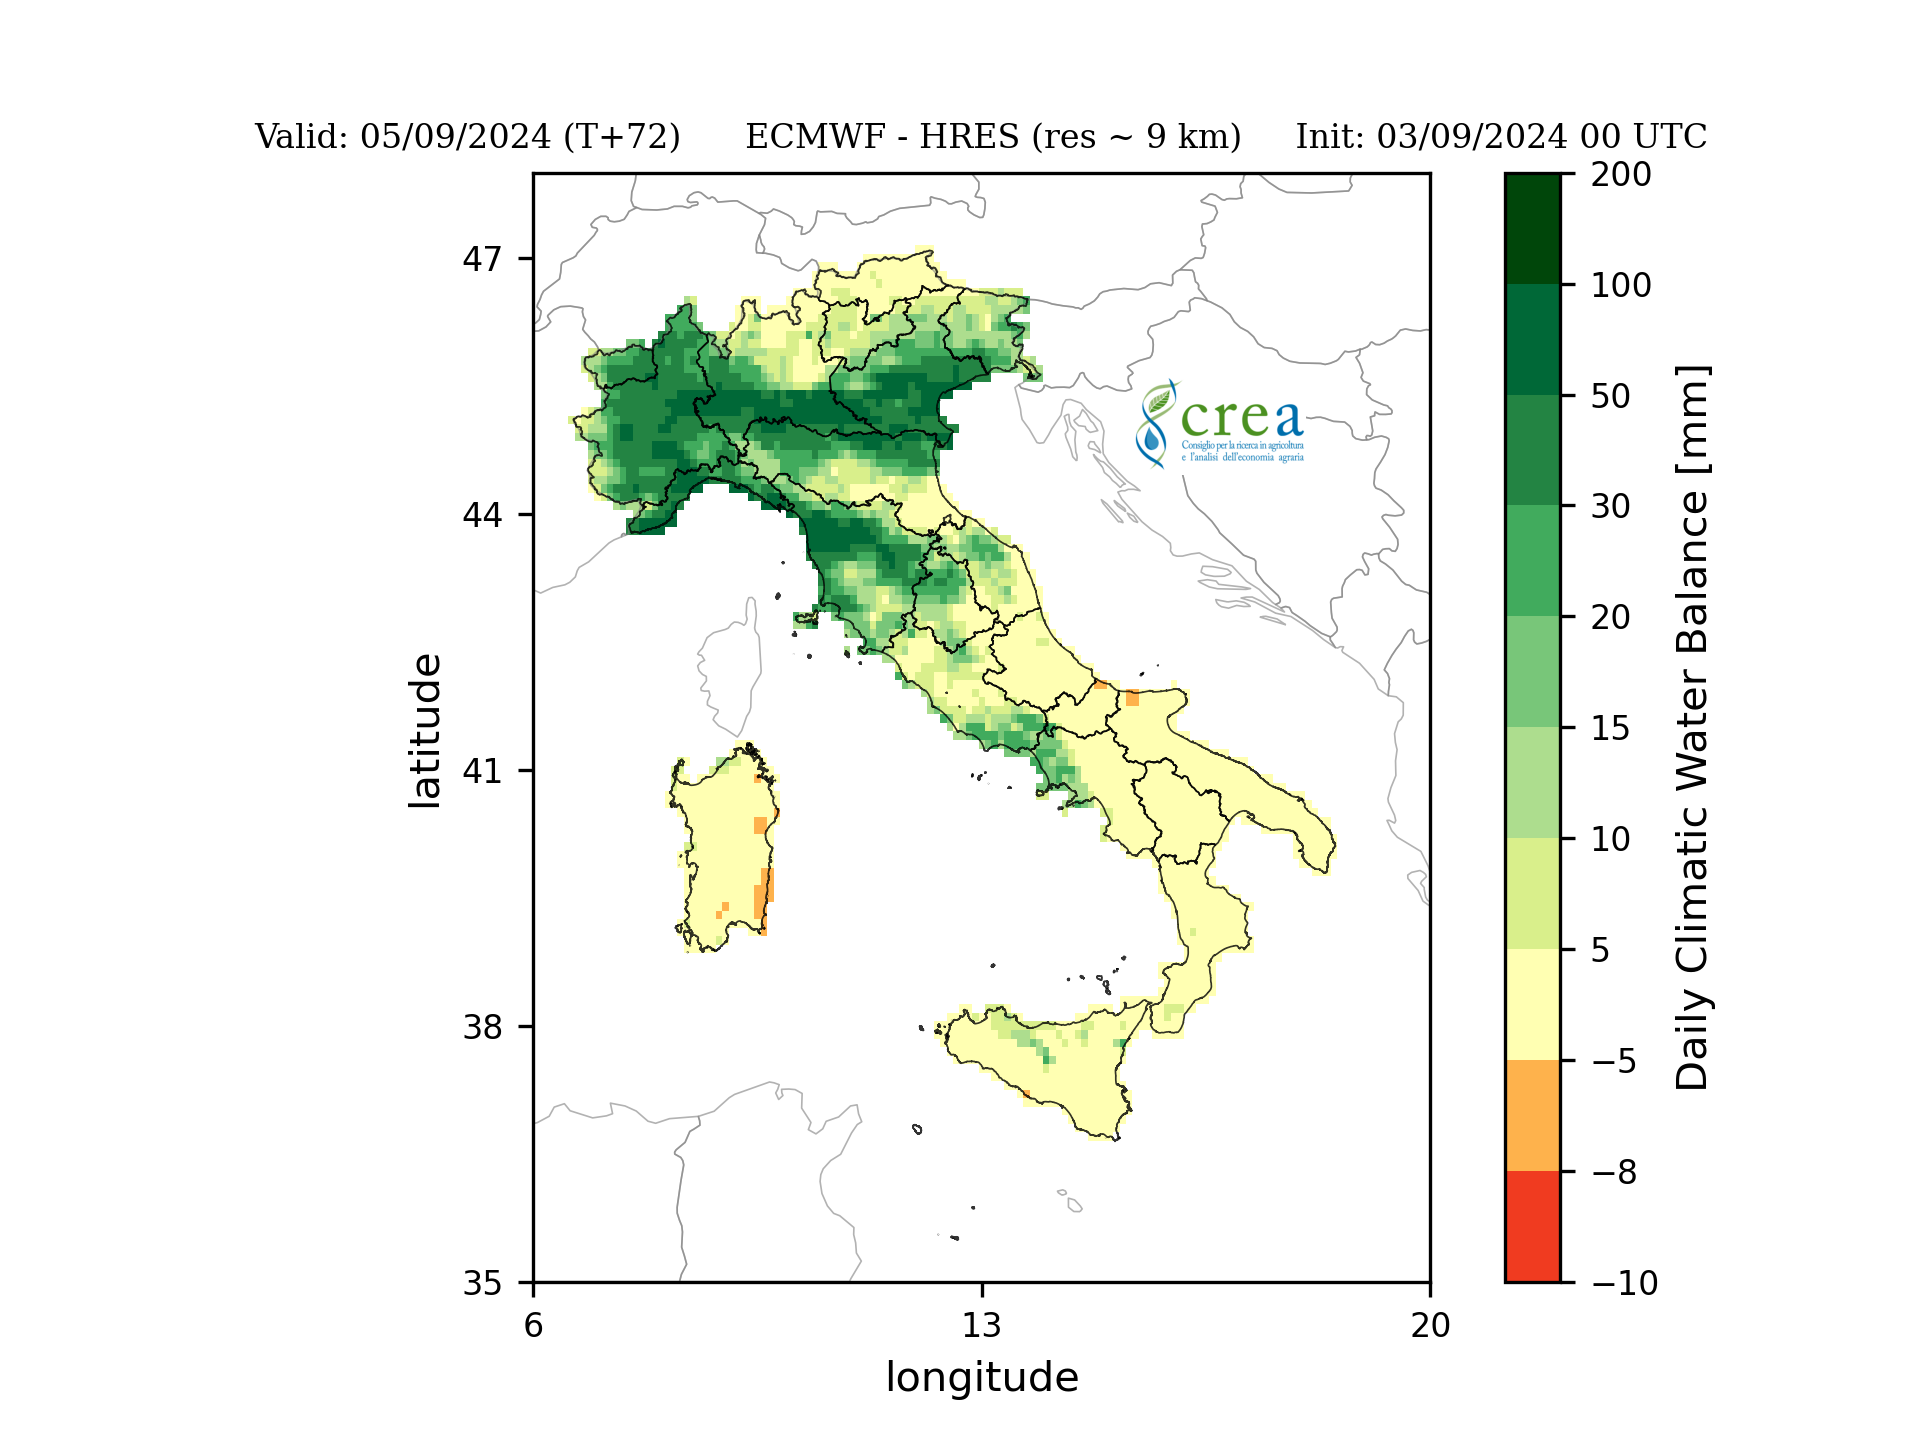 Valid: 05/09/2024 (T+72) ECMWF - HRES (res ~ 9 km) Init: 03/09/2024 00 UTC
47
44
41
38
35
6
13
20
latitude
longitude
crea
Consiglio per la ricerca in agricoltura
e l'analisi dell'economia agraria
200
100
50
30
20
15
10
5
−5
−8
−10
Daily Climatic Water Balance [mm]